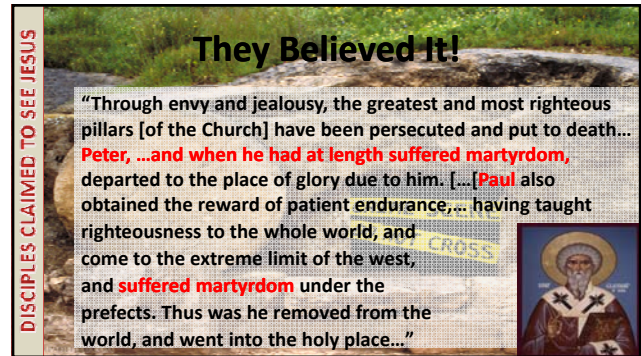 DISCIPLES CLAIMED TO SEE JESUS
They Believed It!
“Through envy and jealousy, the greatest and most righteous
pillars [of the Church] have been persecuted and put to death...
Peter, ...and when he had at length suffered martyrdom,
departed to the place of glory due to him. [...[Paul also
obtained the reward of patient endurance,... having taught
righteousness to the whole world, and
come to the extreme limit of the west,
and suffered martyrdom under the
prefects. Thus was he removed from the
world, and went into the holy place...”
SCENE
CROSS